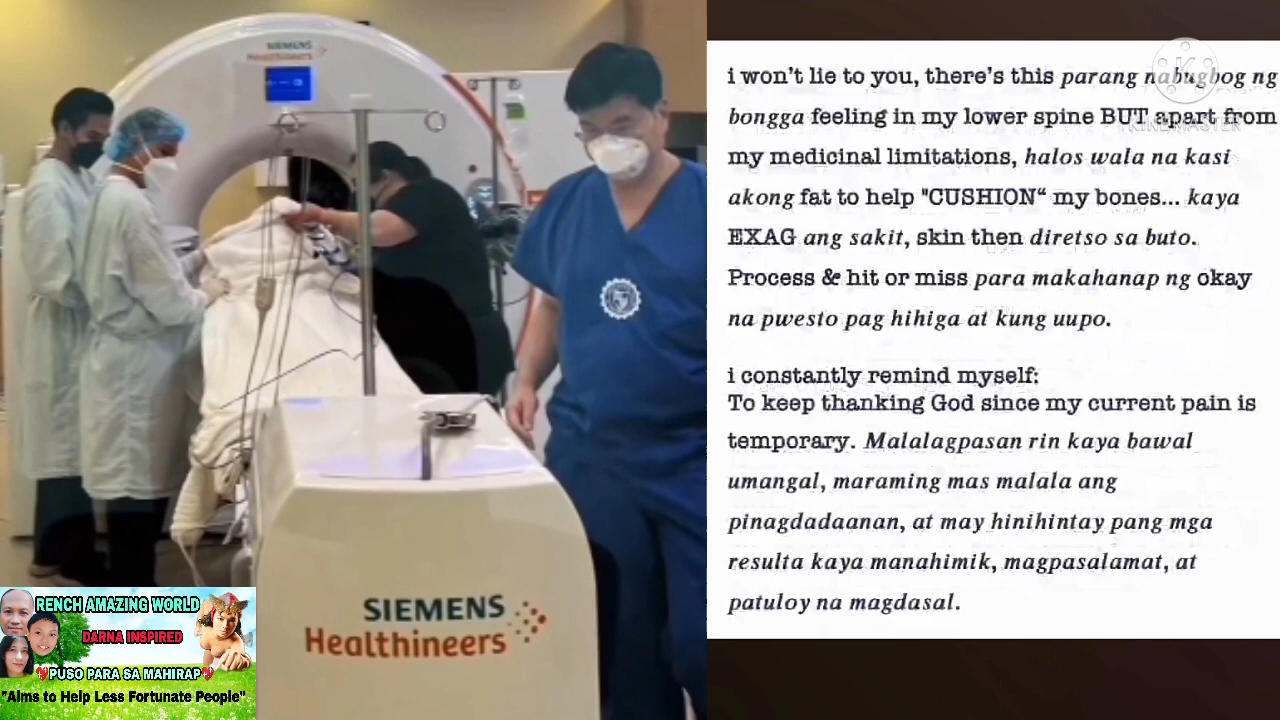 SIEMENS
Healthineers
i won't lie to you, there's this parang nabugbog ng
bongga feeling in my lower spine BUT apart from
my medicinal limitations, halos wala na kasi
akong fat to help "CUSHION“ my bones... kaya
EXAG ang sakit, skin then diretso sa buto.
Process & hit or miss para makahanap ng okay
na pwesto pag hihiga at kung uupo.
i constantly remind myself:
To keep thanking God since my current pain is
temporary. Malalagpasan rin kaya bawal
umangal, maraming mas malala ang
pinagdadaanan, at may hinihintay pang mga
resulta kaya manahimik, magpasalamat, at
patuloy na magdasal.
KINEMASTER
SIEMENS
Healthineers
RENCH AMAZING WORLD
DARNA INSPIRED
PUSO PARA SA MAHIRAP
"Aims to Help Less Fortunate People"